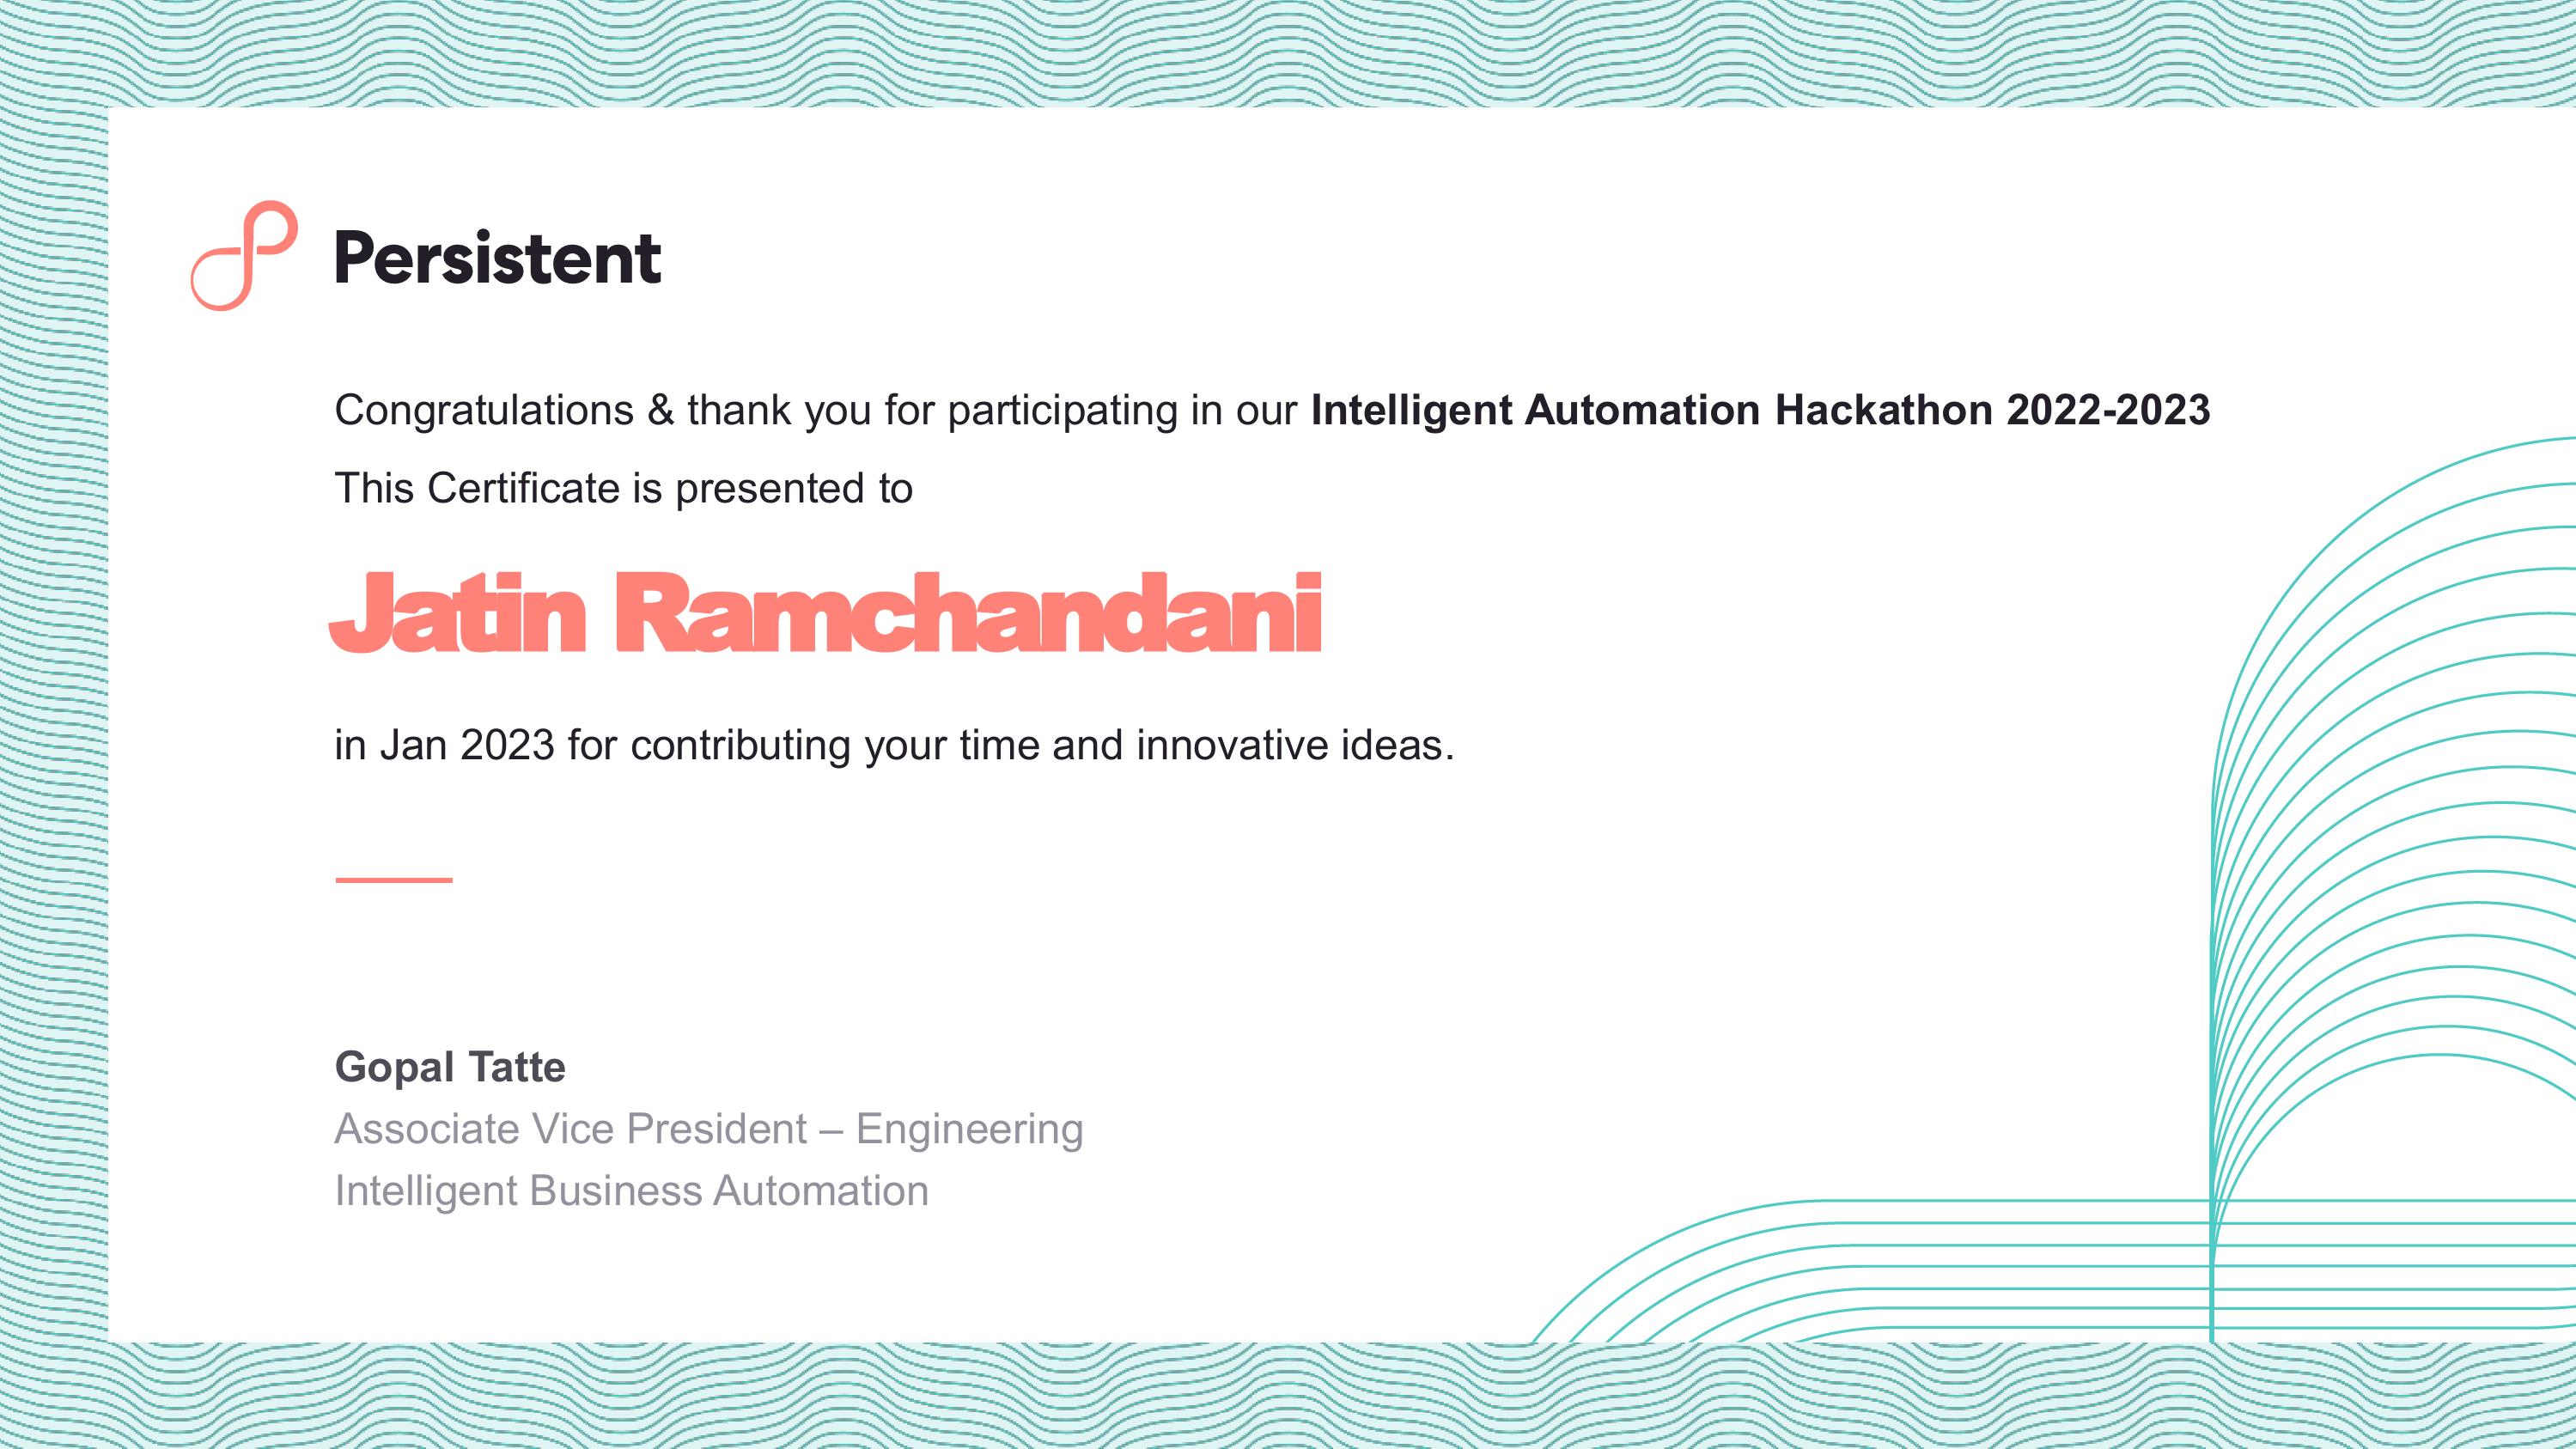 Persistent
Congratulations & thank you for participating in our Intelligent Automation Hackathon 2022-2023
This Certificate is presented to
Jatin Ramchandani
in Jan 2023 for contributing your time and innovative ideas.
Gopal Tatte
Associate Vice President – Engineering
Intelligent Business Automation